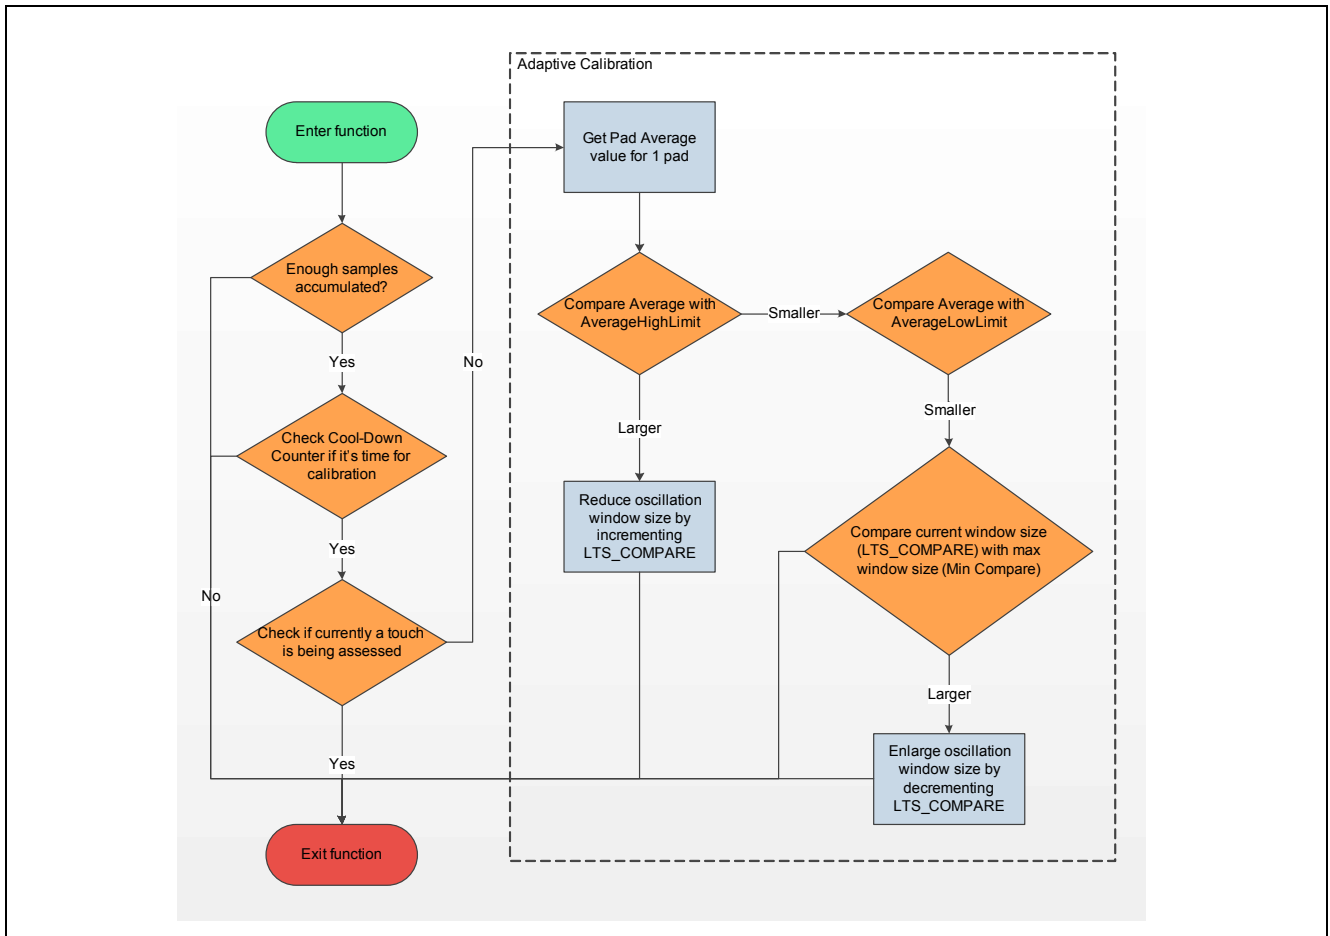 Adaptive Calibration
Enter function
Enough samples
accumulated?
Yes
Check Cool-Down
Counter if it's time for
calibration
Yes
No
Check if currently a touch
is being assessed
Yes
Exit function
No
Get Pad Average
value for 1 pad
Compare Average with
AverageHighLimit
Smaller
Compare Average with
AverageLowLimit
Larger
Reduce oscillation
window size by
incrementing
LTS_COMPARE
Smaller
Compare current window size
(LTS_COMPARE) with max
window size (Min Compare)
Larger
Enlarge oscillation
window size by
decrementing
LTS_COMPARE